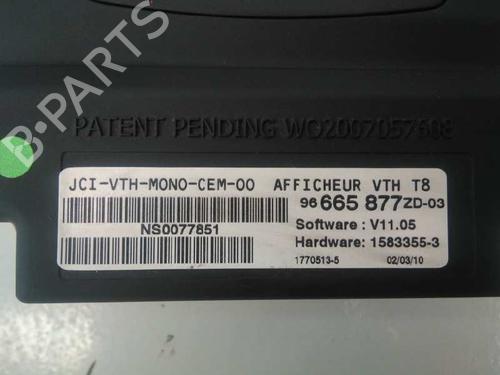 B-PARTS
PATENT PENDING WO2007057608
JCI-VTH-MONO-CEM-00 AFFICHEUR VTH T8
96 665 877ZD-03
NS0077851
Software : V11.05
Hardware: 1583355-3
1770513-5 02/03/10